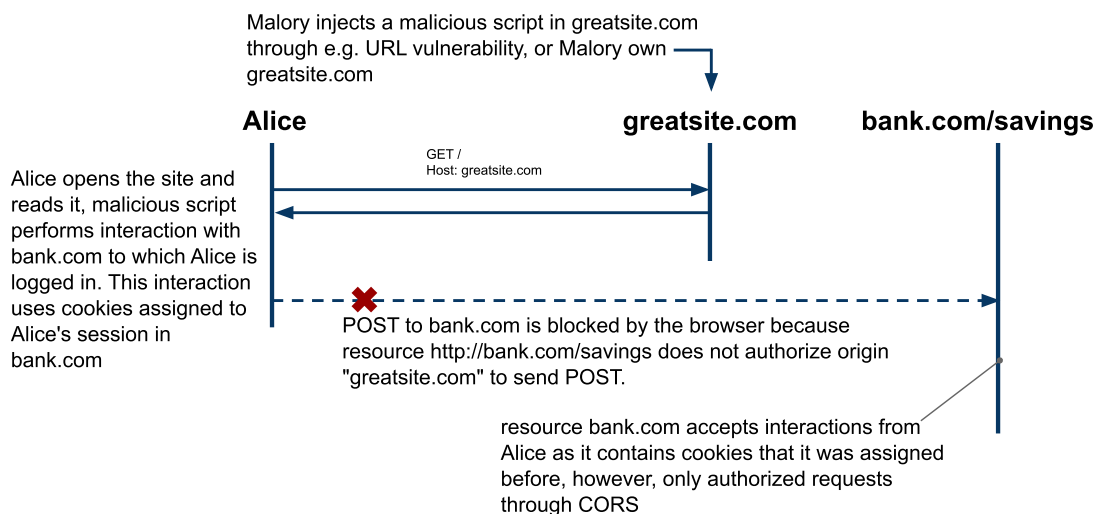 Malory injects a malicious script in greatsite.com
through e.g. URL vulnerability, or Malory own
greatsite.com
Alice
greatsite.com
bank.com/savings
GET /
Host: greatsite.com
Alice opens the site and
reads it, malicious script
performs interaction with
bank.com to which Alice is
logged in. This interaction
uses cookies assigned to
Alice's session in
bank.com
POST to bank.com is blocked by the browser because
resource http://bank.com/savings does not authorize origin
"greatsite.com" to send POST.
resource bank.com accepts interactions from
Alice as it contains cookies that it was assigned
before, however, only authorized requests
through CORS